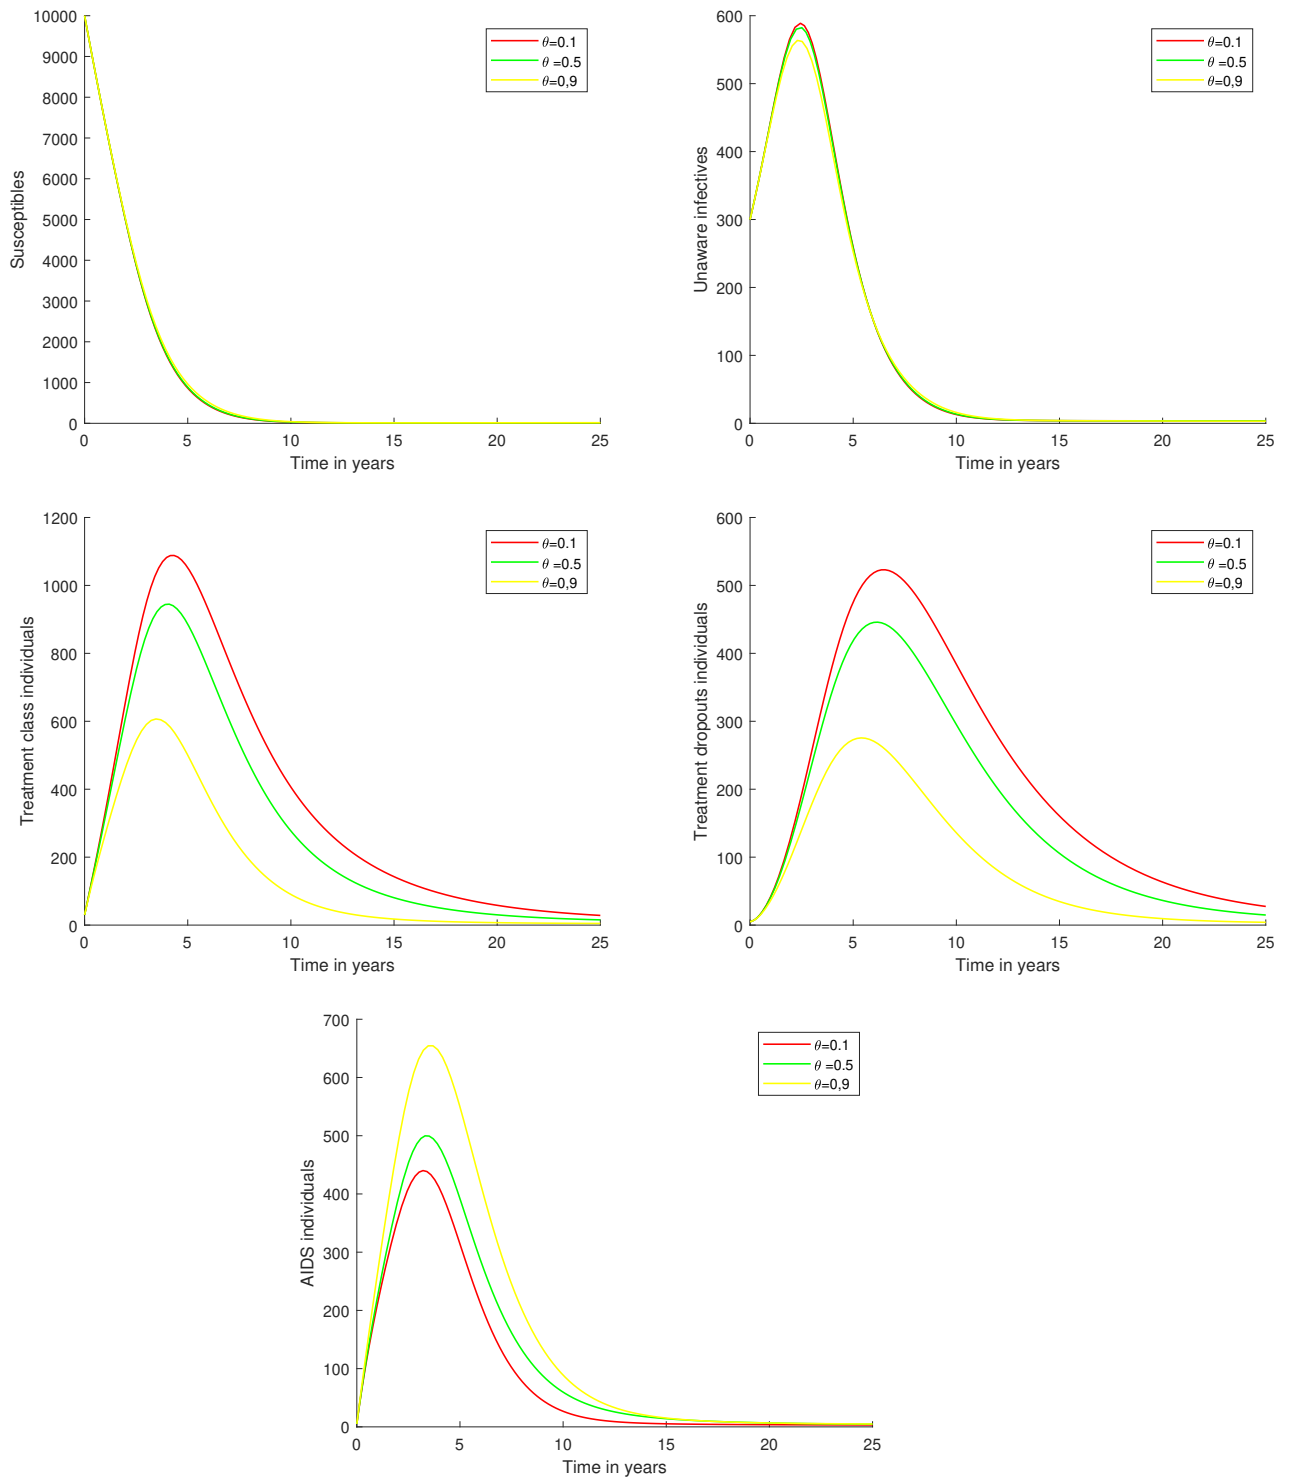 10000
9000
8000
7000
6000
5000
4000
3000
2000
1000
0
Susceptibles
0 5 10 15 20 25
Time in years
θ=0.1
θ =0.5
θ=0,9
600
500
400
300
200
100
0
Unaware infectives
0 5 10 15 20 25
Time in years
θ=0.1
θ =0.5
θ=0,9
1200
1000
800
600
400
200
0
Treatment class individuals
0 5 10 15 20 25
Time in years
θ=0.1
θ =0.5
θ=0,9
600
500
400
300
200
100
0
Treatment dropouts individuals
0 5 10 15 20 25
Time in years
θ=0.1
θ =0.5
θ=0,9
700
600
500
400
300
200
100
0
AIDS individuals
0 5 10 15 20 25
Time in years
θ=0.1
θ =0.5
θ=0,9